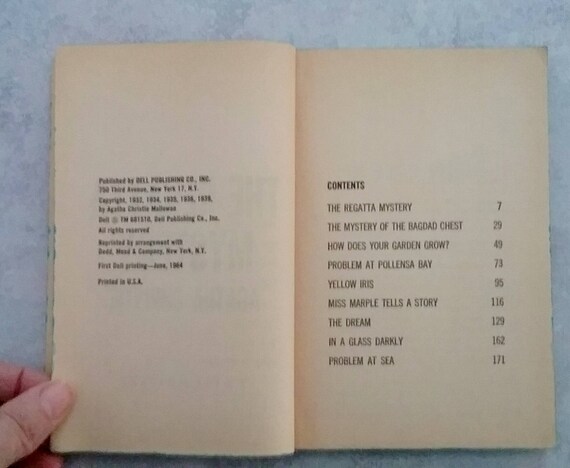 Published by DELL PUBLISHING CO., INC.
750 Third Avenue, New York 17, N.Y.
Copyright, 1932, 1934, 1935, 1936, 1939,
by Agatha Christie Mallowan
Dell ® TM 681510, Dell Publishing Co., Inc.
All rights reserved
Reprinted by arrangement with
Dodd, Mead & Company, New York, N.Y.
First Dell printing—June, 1964
Printed in U.S.A.
CONTENTS
THE REGATTA MYSTERY 7
THE MYSTERY OF THE BAGDAD CHEST 29
HOW DOES YOUR GARDEN GROW? 49
PROBLEM AT POLLENSA BAY 73
YELLOW IRIS 95
MISS MARPLE TELLS A STORY 116
THE DREAM 129
IN A GLASS DARKLY 162
PROBLEM AT SEA 171